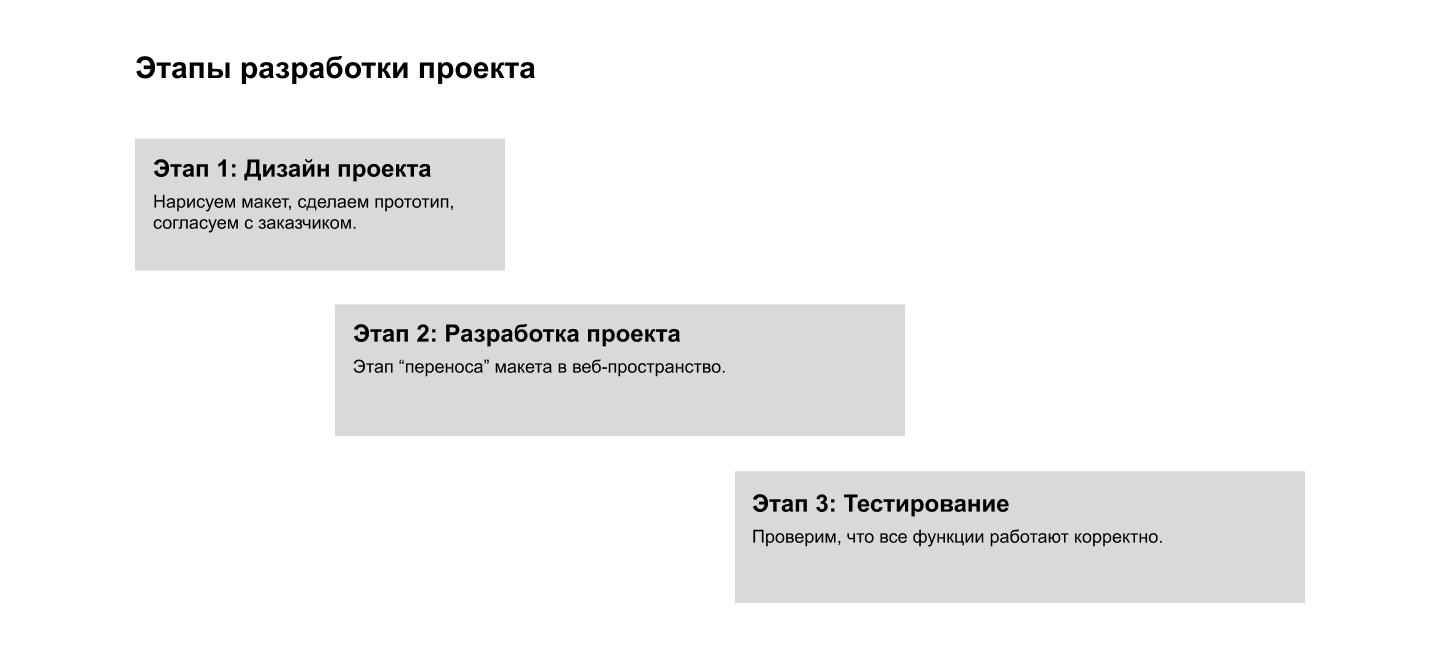 Этапы разработки проекта
Этап 1: Дизайн проекта
Нарисуем макет, сделаем прототип,
согласуем с заказчиком.
Этап 2: Разработка проекта
Этап “переноса” макета в веб-пространство.
Этап 3: Тестирование
Проверим, что все функции работают корректно.